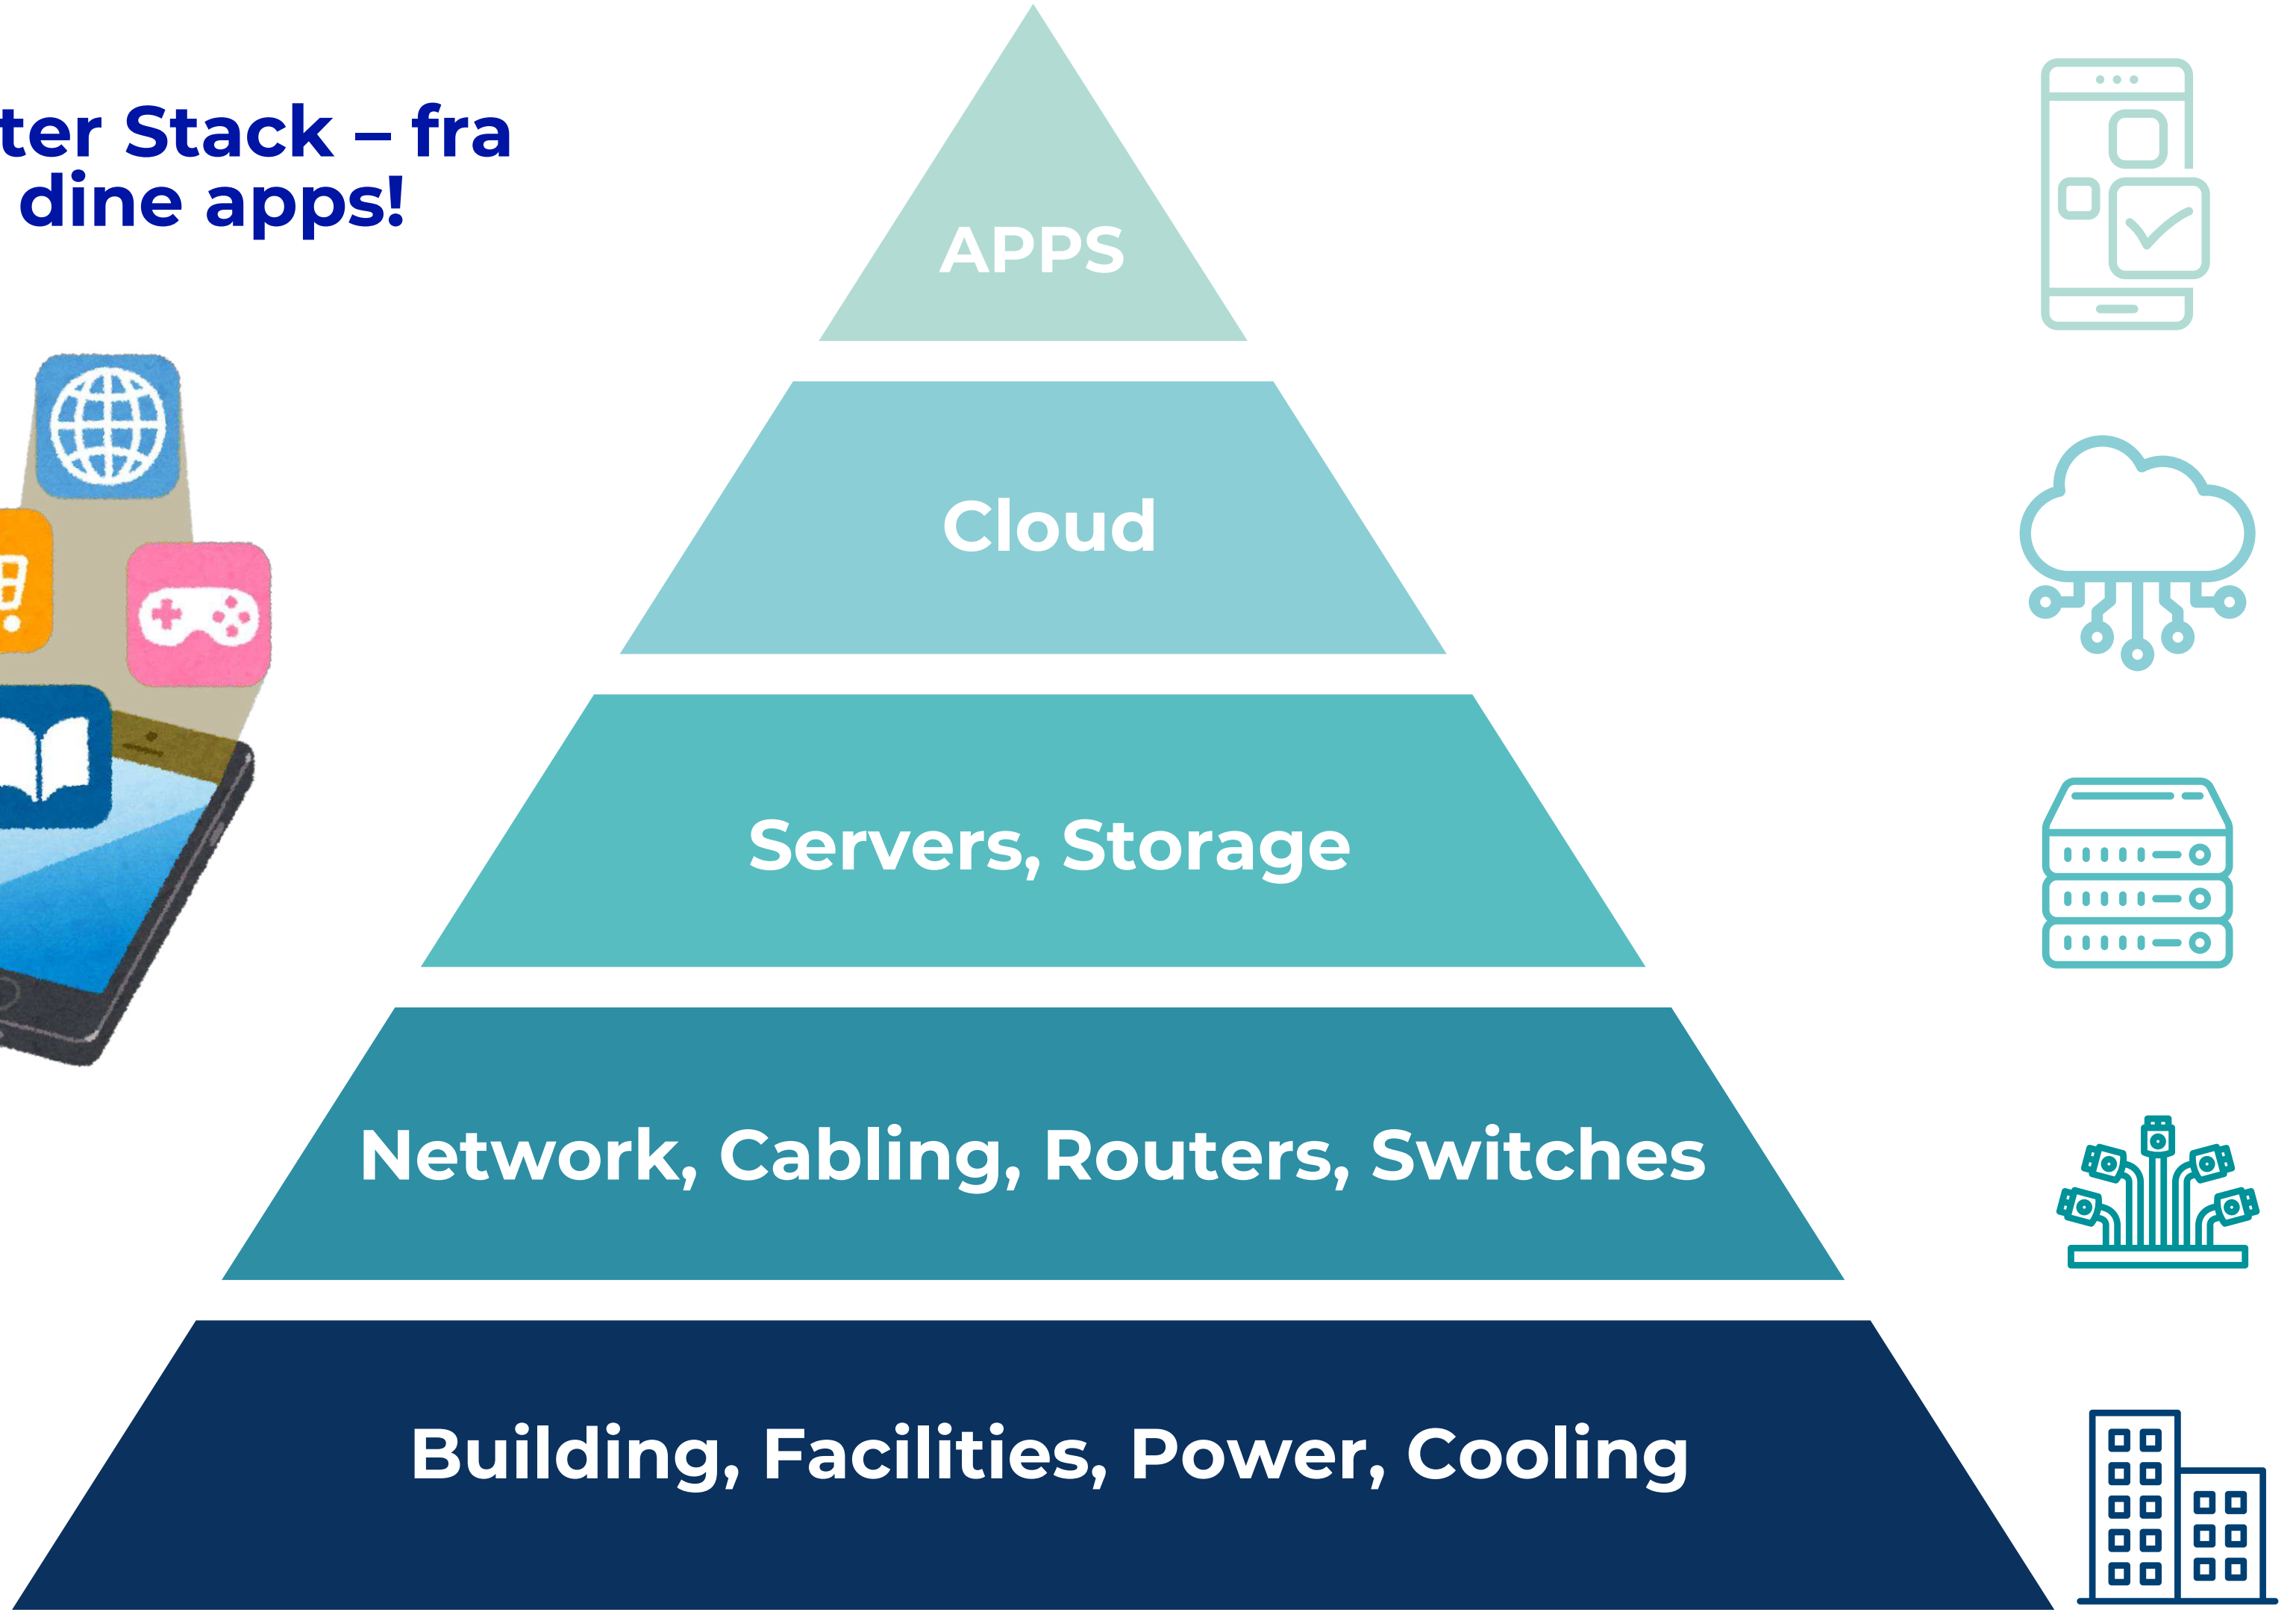 ter Stack – fra
dine apps!
APPS
Cloud
Servers, Storage
Network, Cabling, Routers, Switches
Building, Facilities, Power, Cooling